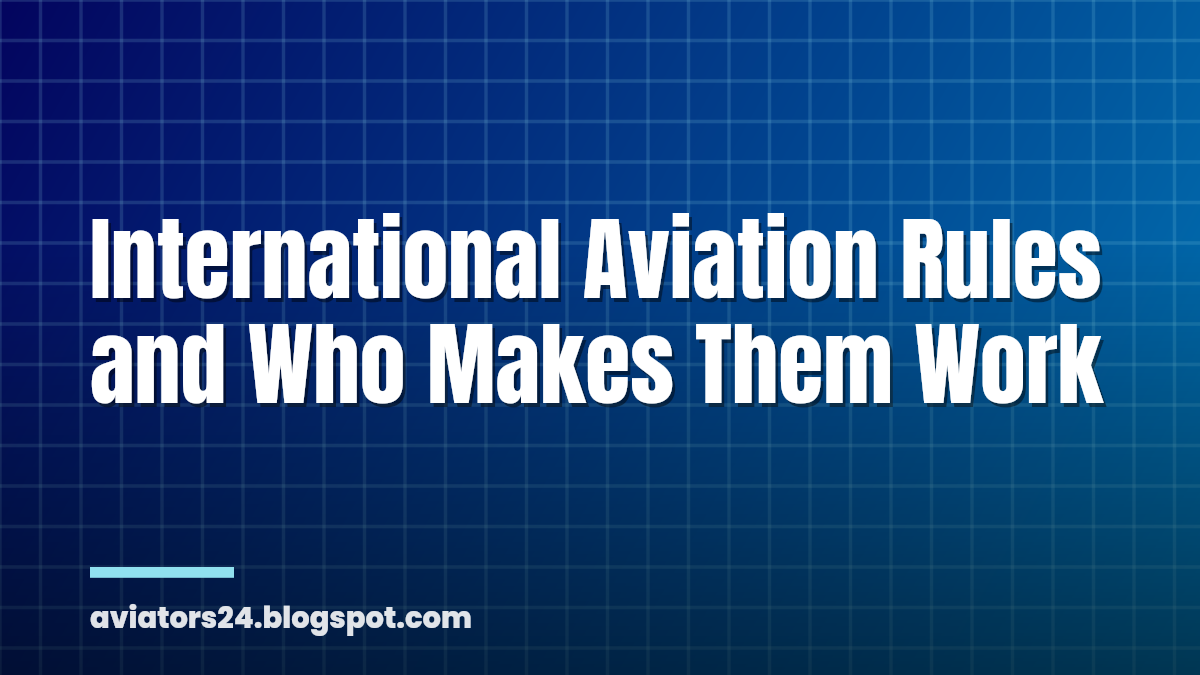 International Aviation Rules
and Who Makes Them Work
aviators24.blogspot.com